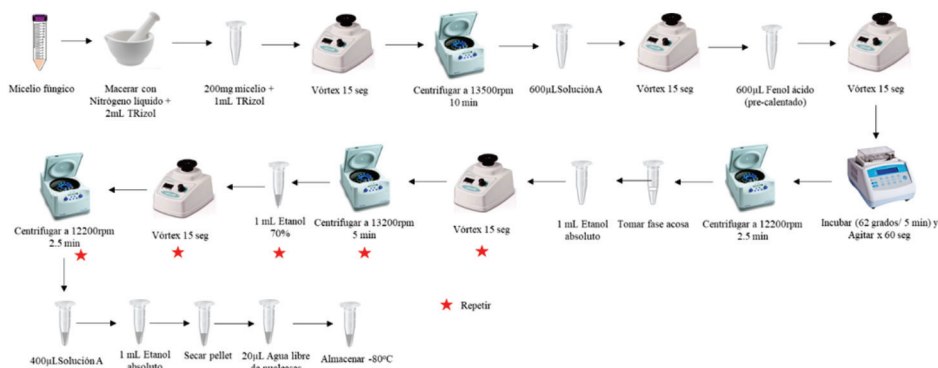 Micelio fúngico
Macerar con
Nitrógeno líquido +
2mL TRizol
200mg micelio +
1mL TRizol
Vórtex 15 seg
Centrifugar a 13500rpm
10 min
600µLSolución A
Vórtex 15 seg
600µL Fenol ácido
(pre-calentado)
Vórtex 15 seg
Incubar (62 grados/ 5 min) y
Agitar x 60 seg
Centrifugar a 12200rpm
2.5 min
Tomar fase acosa
1 mL Etanol
absoluto
Vórtex 15 seg
Centrifugar a 13200rpm
5 min
1 mL Etanol
70%
Vórtex 15 seg
Centrifugar a 12200rpm
2.5 min
400µLSolución A
1 mL Etanol
absoluto
Secar pellet
20µL Agua libre
de nucleasas
Almacenar -80°C
Repetir